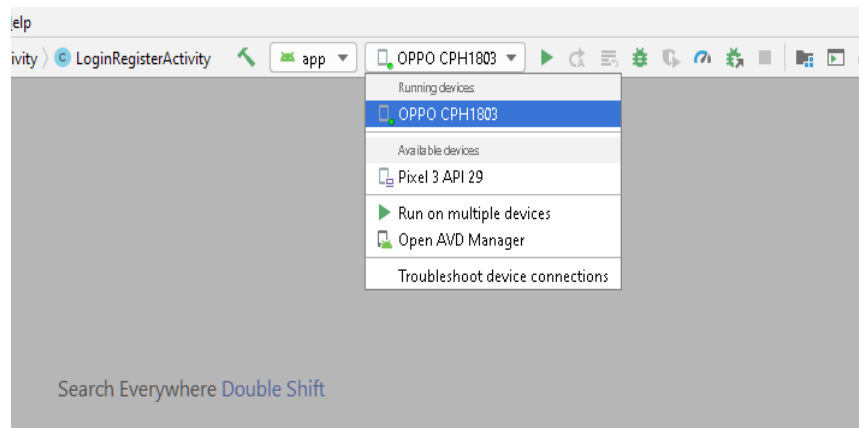 elp
ivity LoginRegisterActivity app OPPO CPH1803
Running devices
OPPO CPH1803
Available devices
Pixel 3 API 29
Run on multiple devices
Open AVD Manager
Troubleshoot device connections
Search Everywhere Double Shift